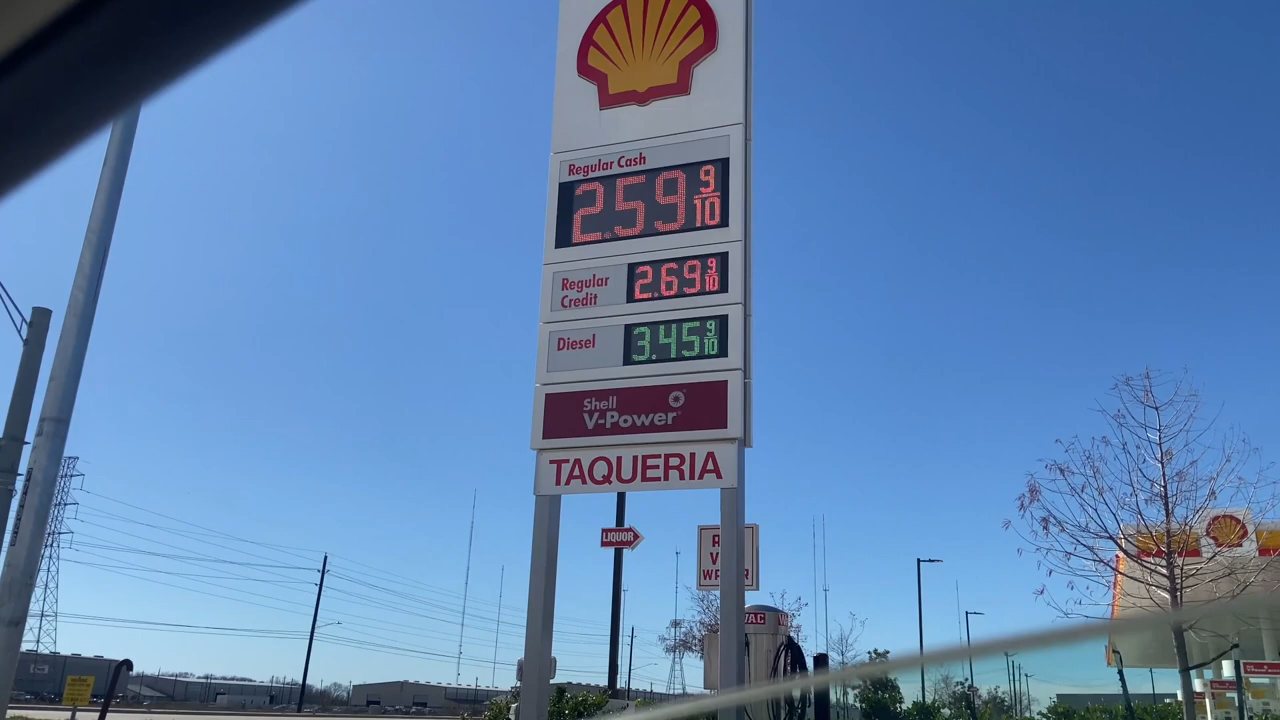 Regular Cash
2.59 9/10
Regular
Credit
2.69 9/10
Diesel
3.45 9/10
Shell
V-Power
TAQUERIA
LIQUOR
VAC